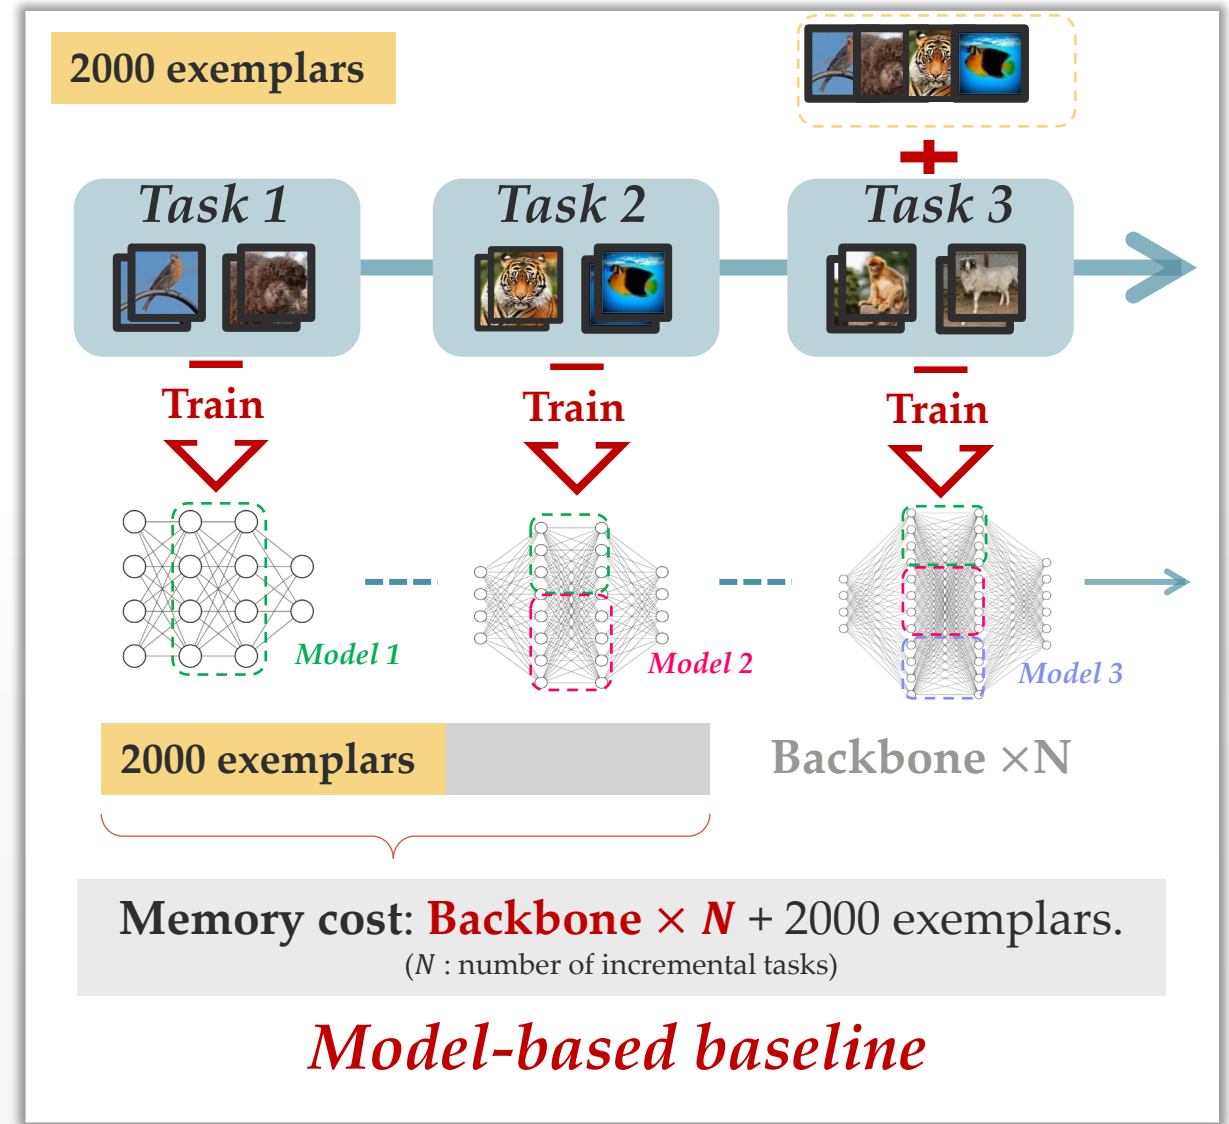 2000 exemplars
Task 1
Task 2
Task 3
Train
Train
Train
Model 1
Model 2
Model 3
2000 exemplars
Backbone ×N
Memory cost: Backbone × N + 2000 exemplars.
(N : number of incremental tasks)
Model-based baseline